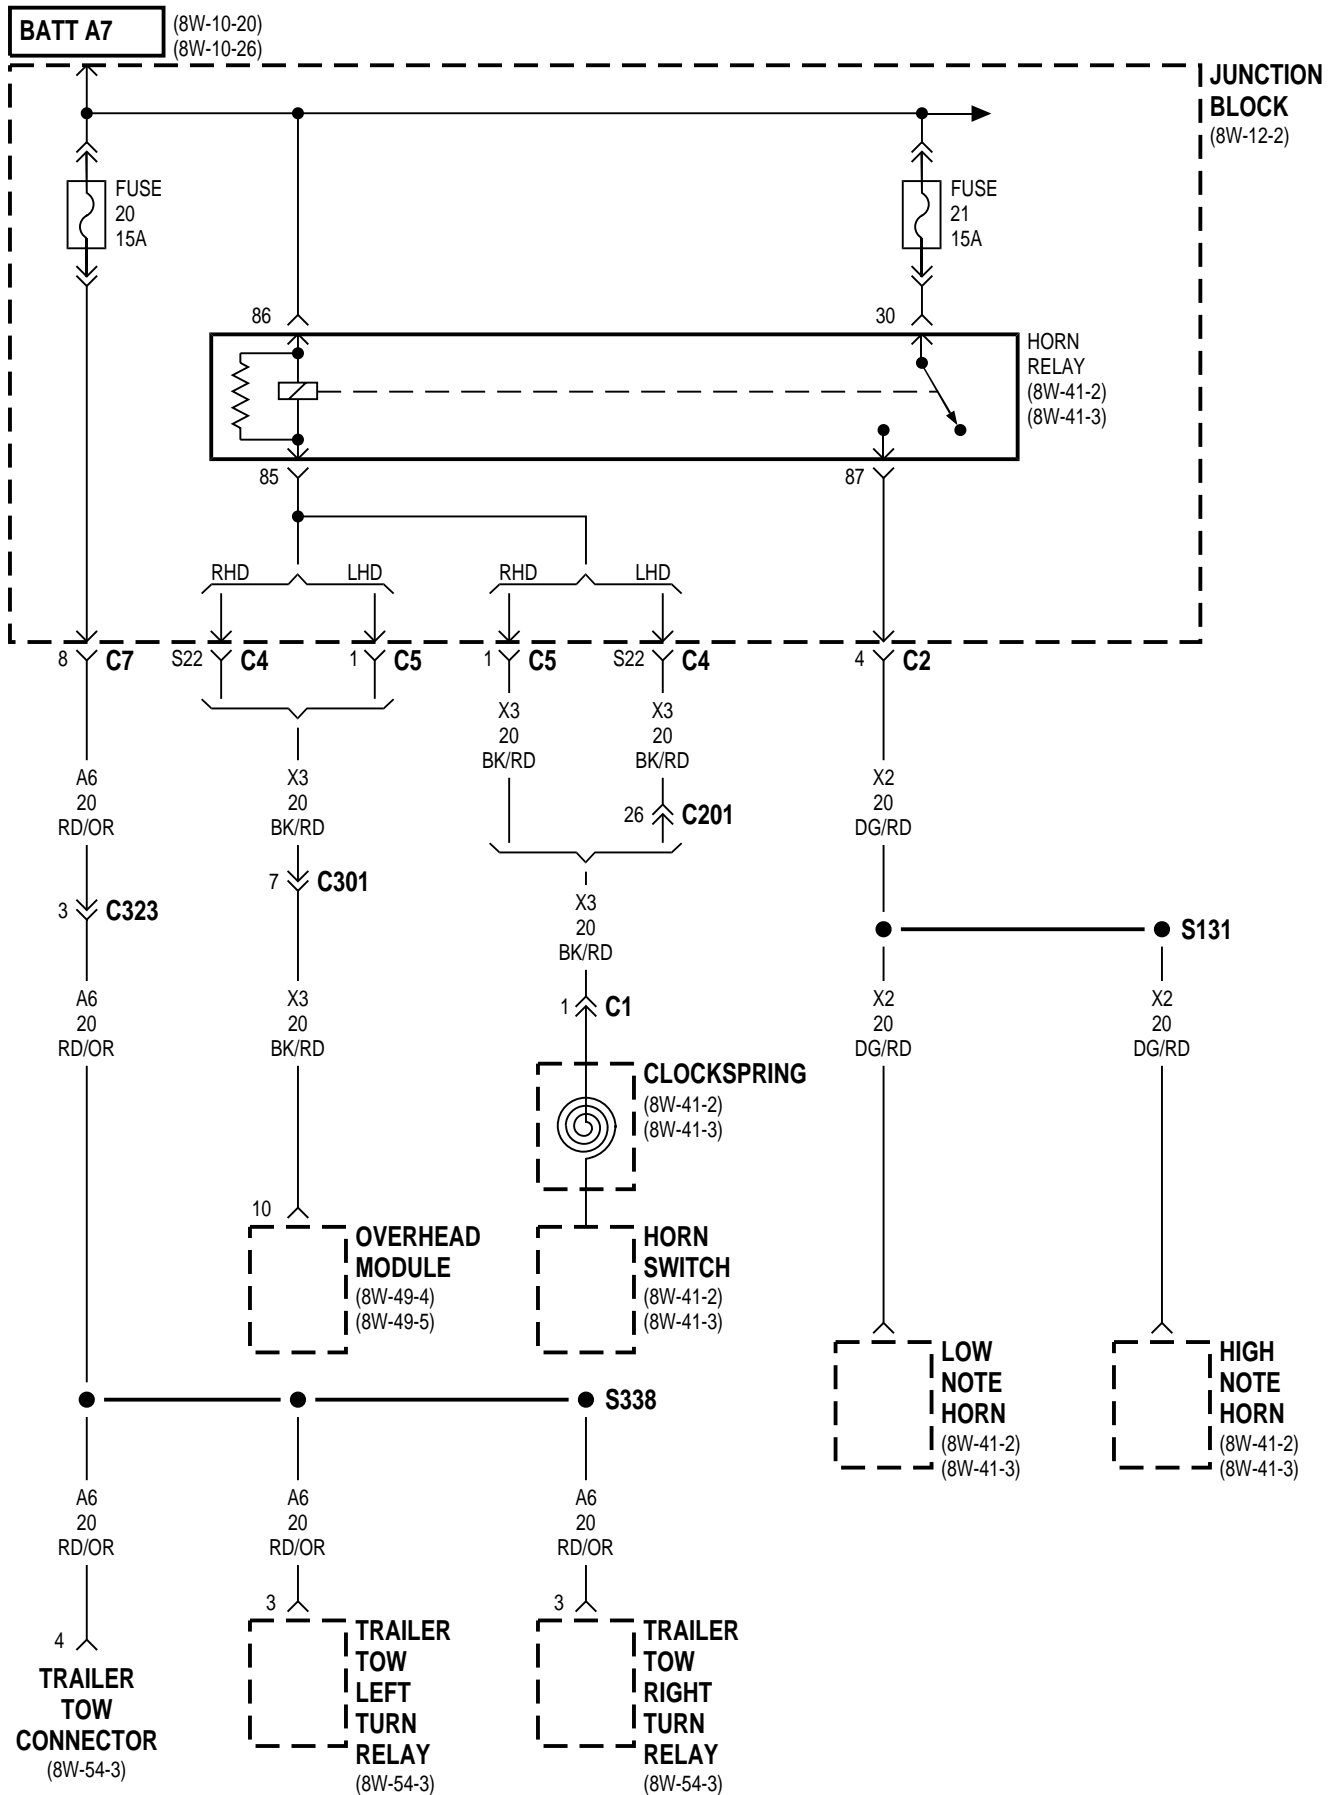 BATT A7
(8W-10-20)
(8W-10-26)
JUNCTION
BLOCK
(8W-12-2)
FUSE
20
15A
FUSE
21
15A
86
30
HORN
RELAY
(8W-41-2)
(8W-41-3)
85
87
RHD
LHD
RHD
LHD
8 C7
S22 C4
1 C5
1 C5
S22 C4
4 C2
X3
20
BK/RD
X3
20
BK/RD
A6
20
RD/OR
X3
20
BK/RD
X2
20
DG/RD
26 C201
7 C301
3 C323
X3
20
BK/RD
S131
A6
20
RD/OR
X3
20
BK/RD
1 C1
X2
20
DG/RD
X2
20
DG/RD
CLOCKSPRING
(8W-41-2)
(8W-41-3)
10
OVERHEAD
MODULE
(8W-49-4)
(8W-49-5)
HORN
SWITCH
(8W-41-2)
(8W-41-3)
LOW
NOTE
HORN
(8W-41-2)
(8W-41-3)
HIGH
NOTE
HORN
(8W-41-2)
(8W-41-3)
S338
A6
20
RD/OR
A6
20
RD/OR
A6
20
RD/OR
4
TRAILER
TOW
CONNECTOR
(8W-54-3)
3
TRAILER
TOW
LEFT
TURN
RELAY
(8W-54-3)
3
TRAILER
TOW
RIGHT
TURN
RELAY
(8W-54-3)